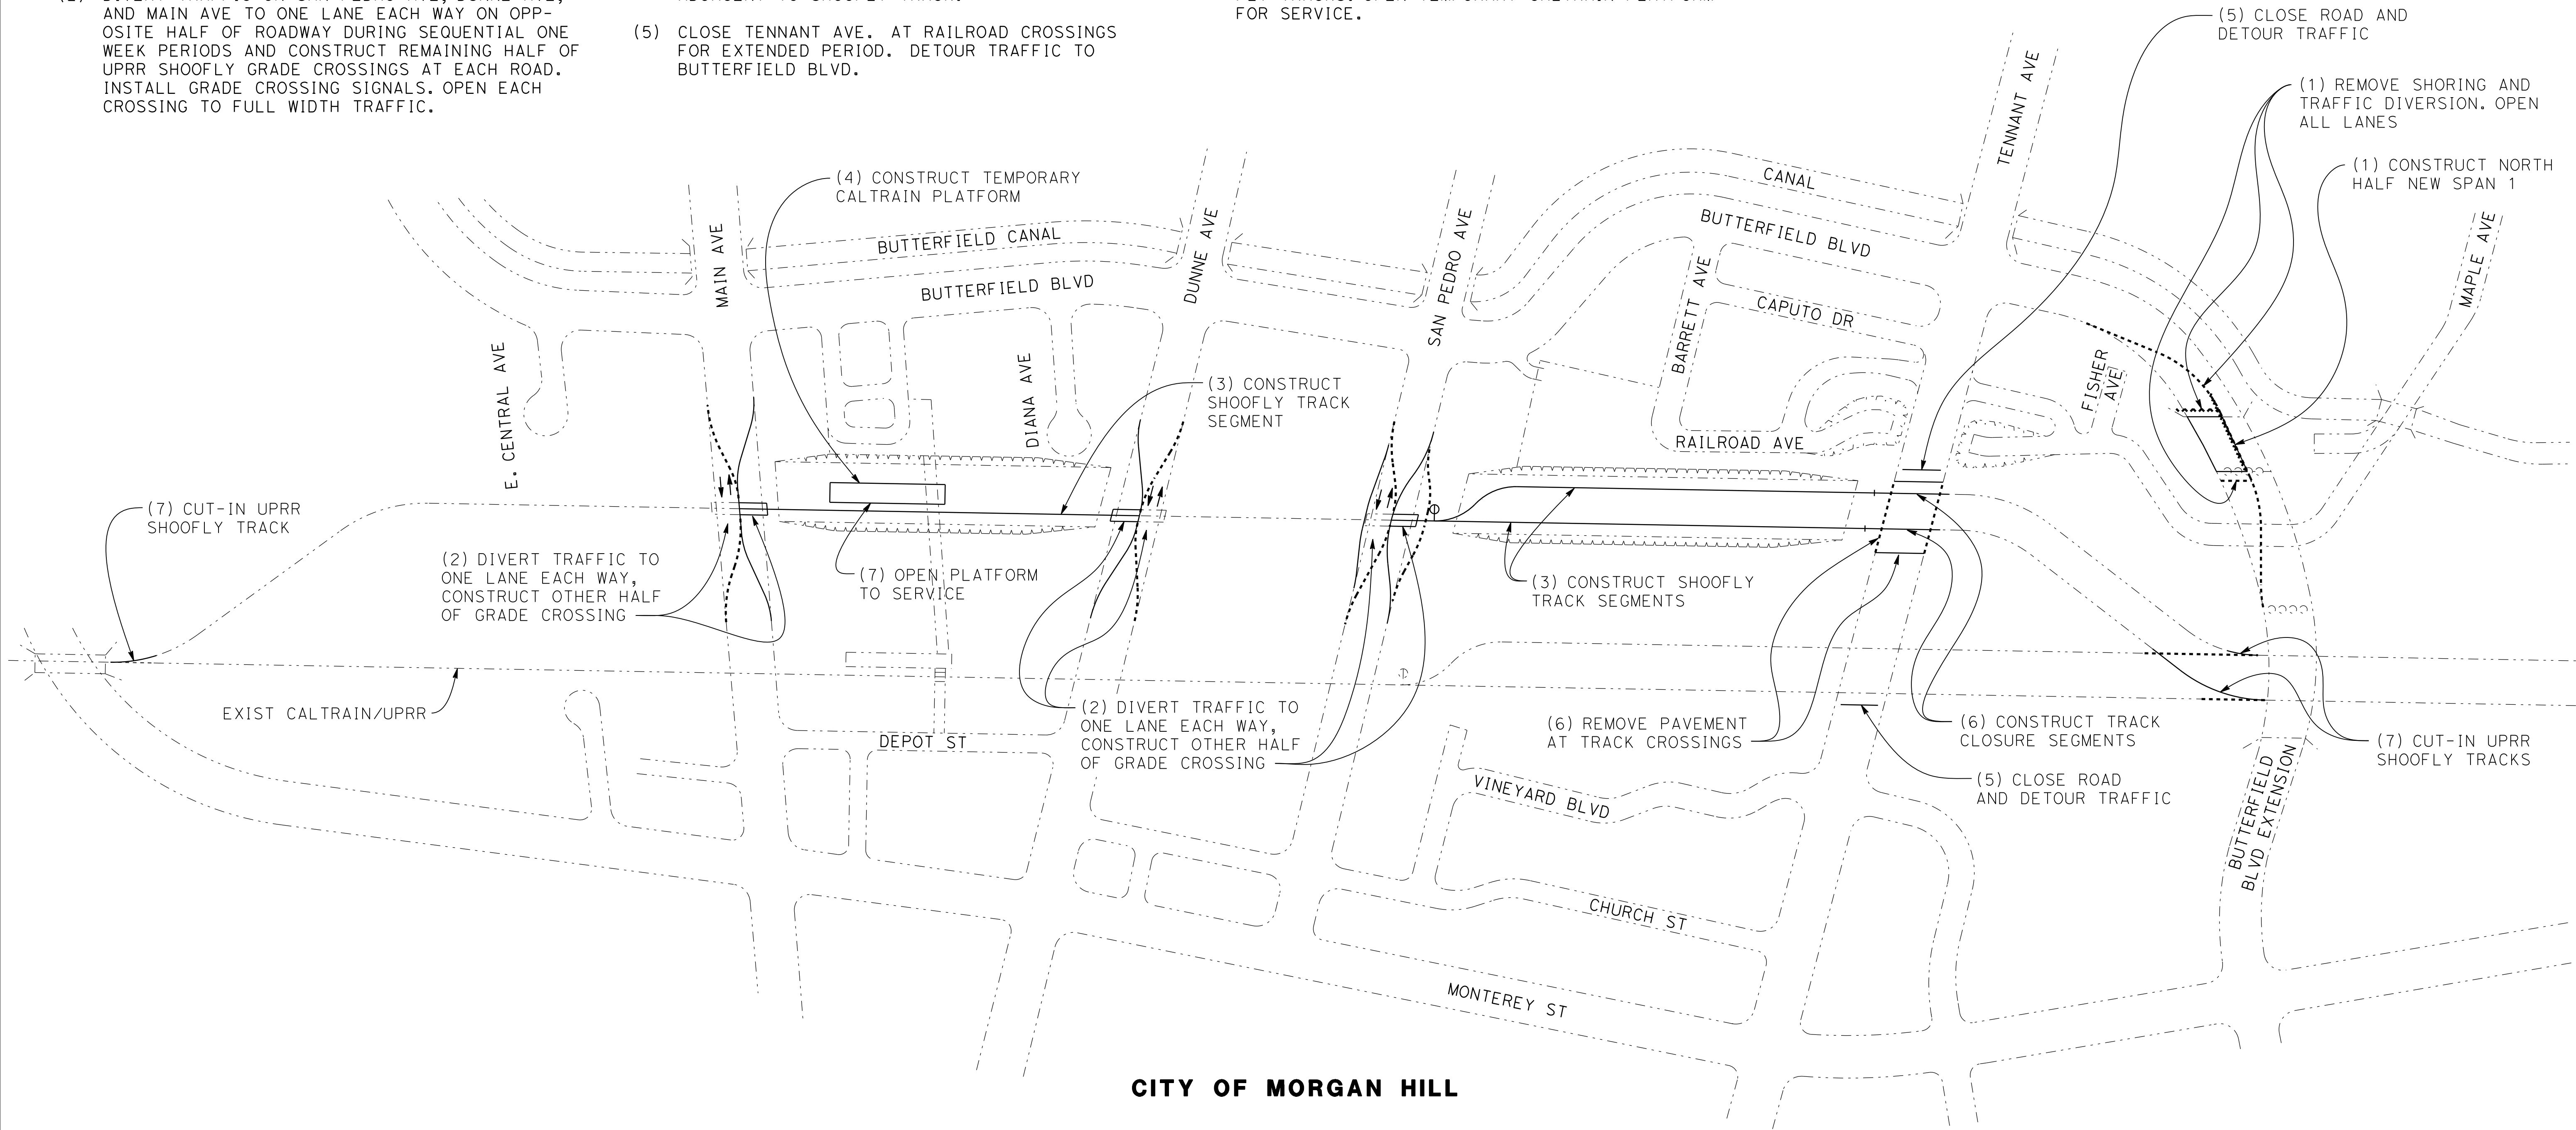 AND MAIN AVE TO ONE LANE EACH WAY ON OPP-
OSITE HALF OF ROADWAY DURING SEQUENTIAL ONE
WEEK PERIODS AND CONSTRUCT REMAINING HALF OF
UPRR SHOOFLY GRADE CROSSINGS AT EACH ROAD.
INSTALL GRADE CROSSING SIGNALS. OPEN EACH
CROSSING TO FULL WIDTH TRAFFIC.
(5) CLOSE TENNANT AVE. AT RAILROAD CROSSINGS
FOR EXTENDED PERIOD. DETOUR TRAFFIC TO
BUTTERFIELD BLVD.
FOR SERVICE.
(5) CLOSE ROAD AND
DETOUR TRAFFIC
(1) REMOVE SHORING AND
TRAFFIC DIVERSION. OPEN
ALL LANES
(1) CONSTRUCT NORTH
HALF NEW SPAN 1
(4) CONSTRUCT TEMPORARY
CALTRAIN PLATFORM
TENNANT AVE
CANAL
BUTTERFIELD BLVD
MAIN AVE
BUTTERFIELD CANAL
BUTTERFIELD BLVD
DUNNE AVE
SAN PEDRO AVE
BARRETT AVE
CAPUTO DR
MAPLE AVE
FISHER
AVE
E. CENTRAL AVE
DIANA AVE
(3) CONSTRUCT
SHOOFLY TRACK
SEGMENT
RAILROAD AVE
(7) CUT-IN UPRR
SHOOFLY TRACK
(2) DIVERT TRAFFIC TO
ONE LANE EACH WAY,
CONSTRUCT OTHER HALF
OF GRADE CROSSING
(7) OPEN PLATFORM
TO SERVICE
(3) CONSTRUCT SHOOFLY
TRACK SEGMENTS
EXIST CALTRAIN/UPRR
(2) DIVERT TRAFFIC TO
ONE LANE EACH WAY,
CONSTRUCT OTHER HALF
OF GRADE CROSSING
(6) REMOVE PAVEMENT
AT TRACK CROSSINGS
(6) CONSTRUCT TRACK
CLOSURE SEGMENTS
(7) CUT-IN UPRR
SHOOFLY TRACKS
(5) CLOSE ROAD
AND DETOUR TRAFFIC
DEPOT ST
VINEYARD BLVD
BUTTERFIELD
BLVD EXTENSION
CHURCH ST
MONTEREY ST
CITY OF MORGAN HILL